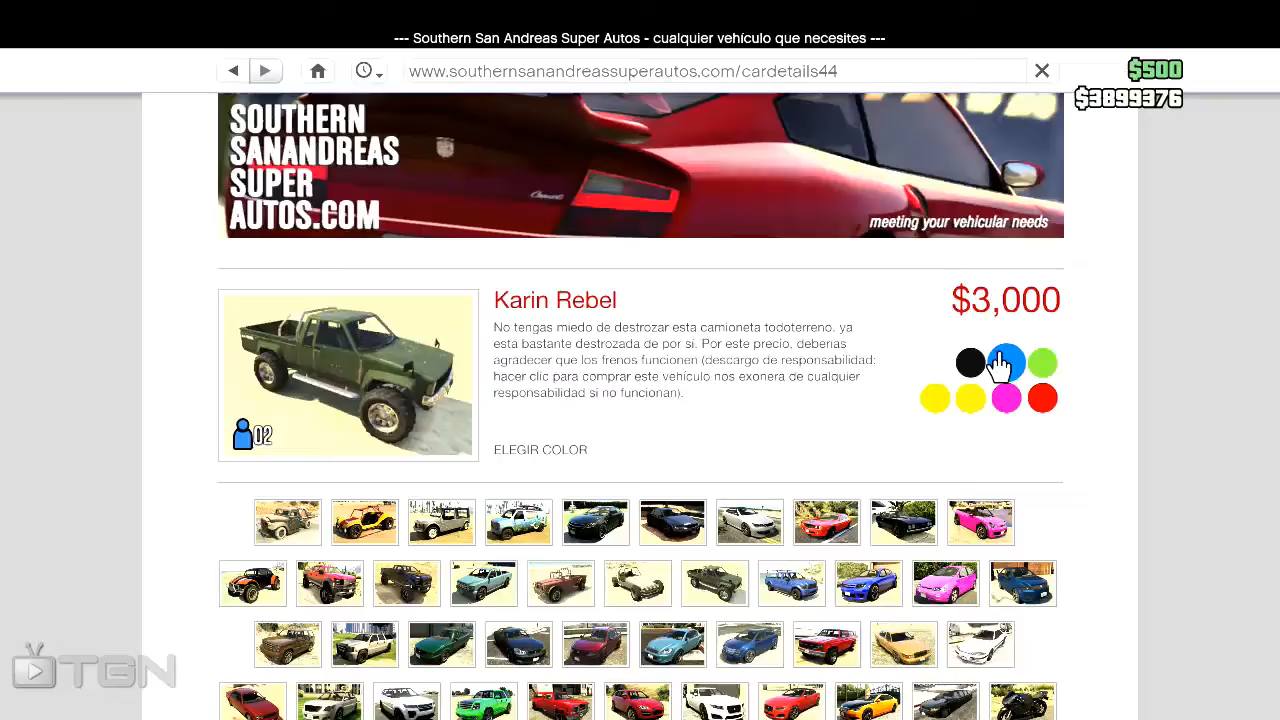 --- Southern San Andreas Super Autos - cualquier vehículo que necesites ---
www.southernsanandreassuperautos.com/cardetails44
$500
$3899376
SOUTHERN
SANANDREAS
SUPER
AUTOS.COM
meeting your vehicular needs
Karin Rebel
$3,000
No tengas miedo de destrozar esta camioneta todoterreno, ya
esta bastante destrozada de por sí. Por este precio, deberías
agradecer que los frenos funcionen (descargo de responsabilidad:
hacer clic para comprar este vehículo nos exonera de cualquier
responsabilidad si no funcionan).
02
ELEGIR COLOR
TGN